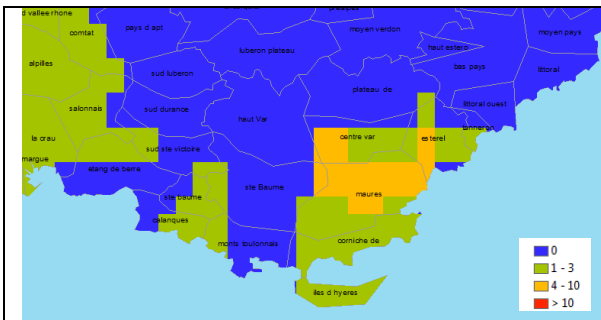 d vallee rhone
comtat
pays d apt
moyen verdon
moyen pays
luberon plateau
haut estero
alpilles
sud luberon
bas pays
littoral
plateau de
salonnais
sud durance
littoral ouest
haut Var
tanneron
la crau
centre var
esterel
sud ste victoire
margue
etang de berre
ste Baume
ste baume
maures
calanques
monts toulonnais
corniche de
iles d hyeres
0
1 - 3
4 - 10
> 10